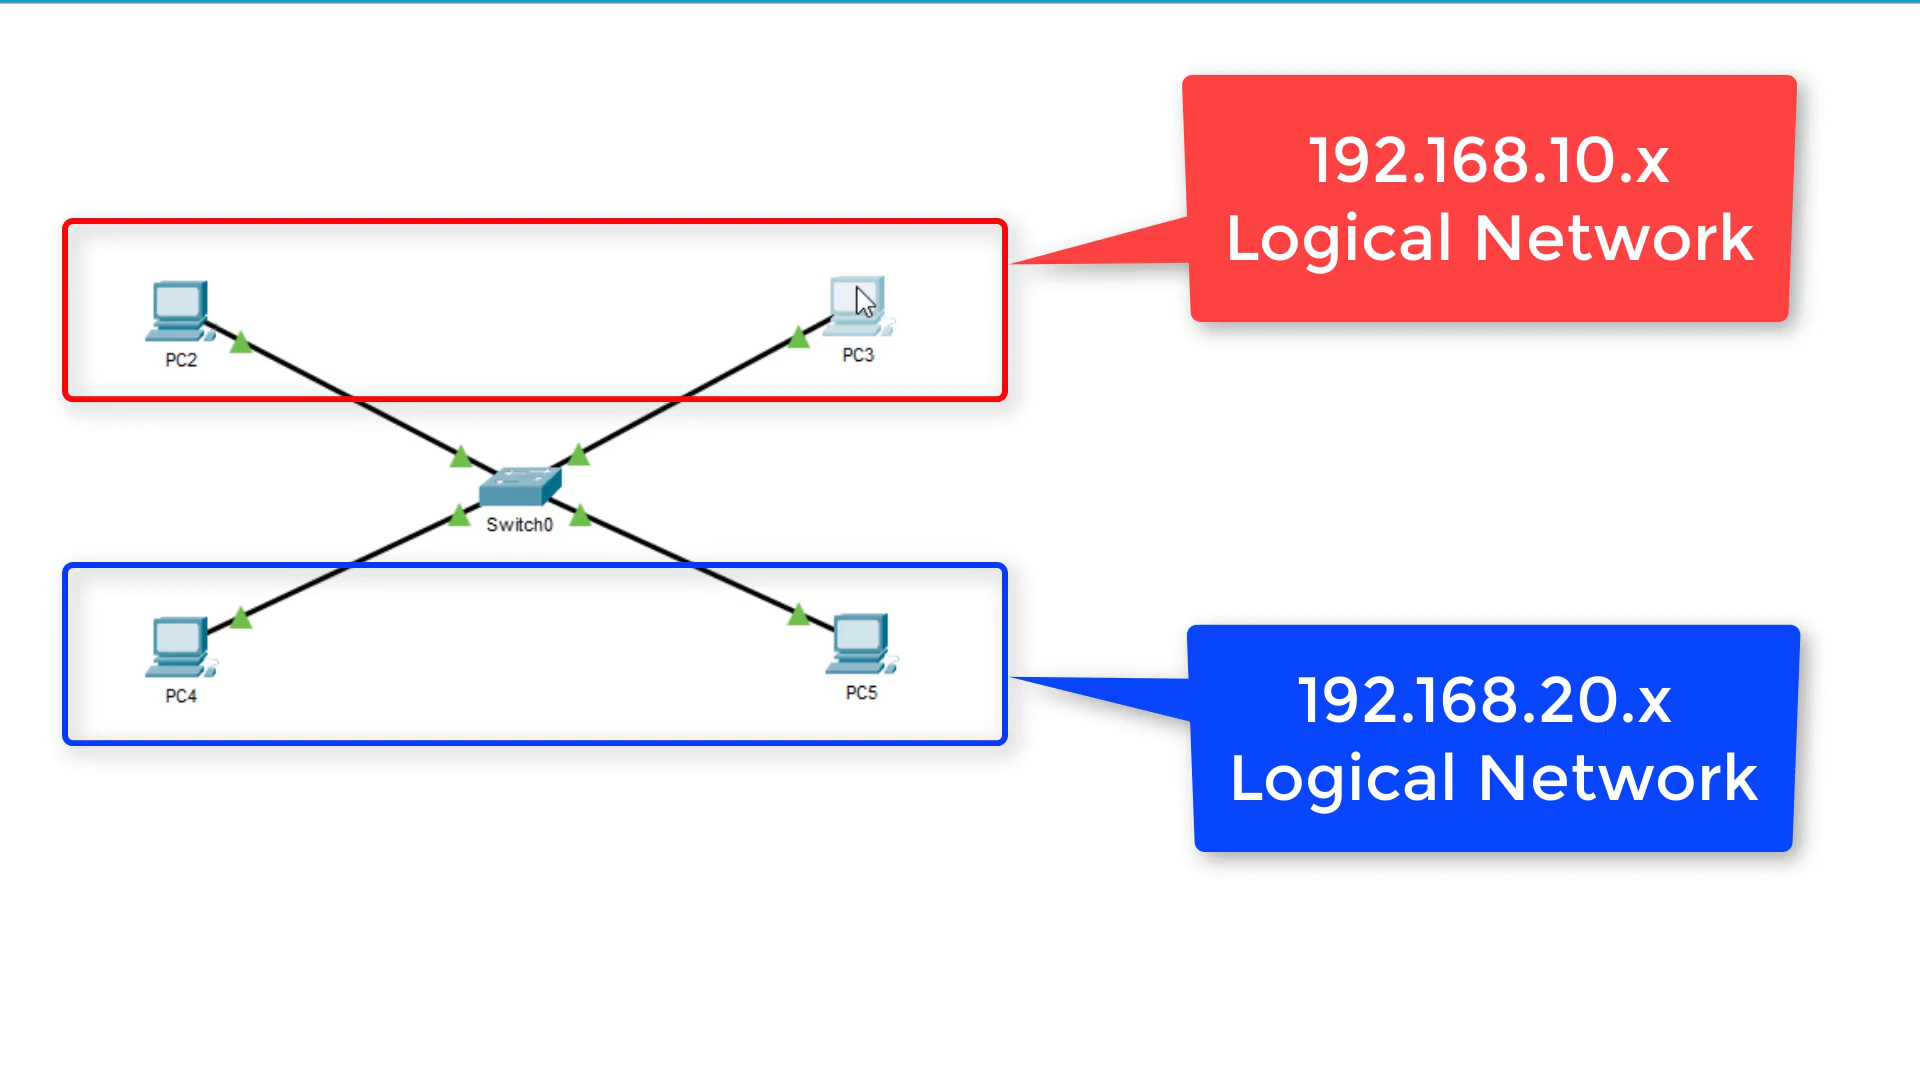 192.168.10.x
Logical Network
PC2
PC3
Switch0
PC4
PC5
192.168.20.x
Logical Network